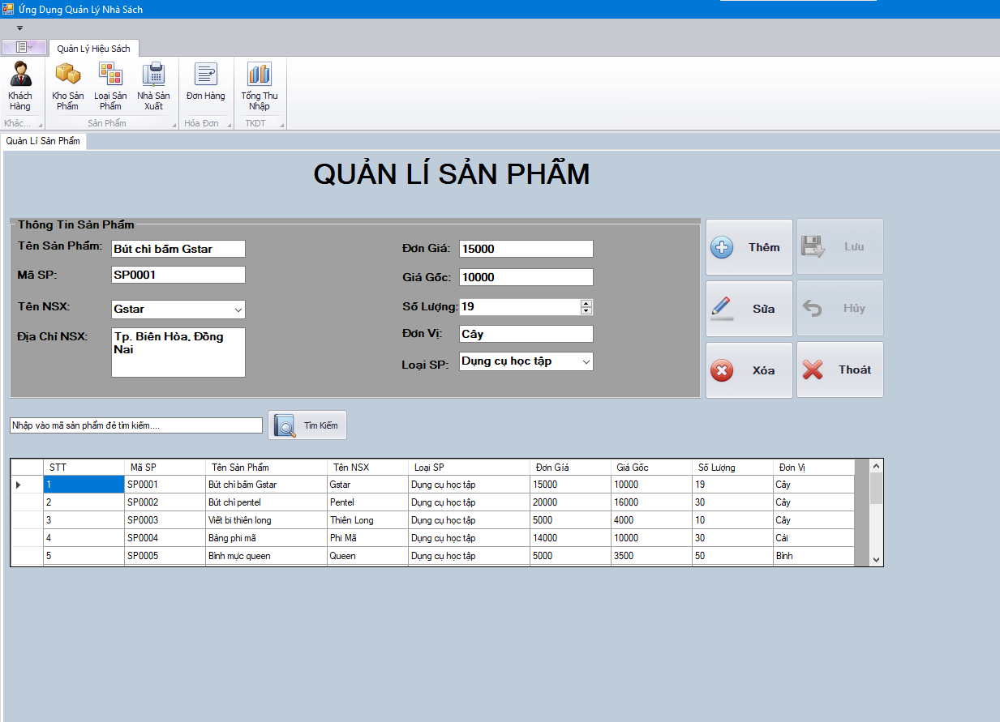 Ứng Dụng Quản Lý Nhà Sách
Quản Lý Hiệu Sách
Khách Hàng
Kho Sản Phẩm
Loại Sản Phẩm
Nhà Sản Xuất
Đơn Hàng
Tổng Thu Nhập
Khác...
Sản Phẩm
Hóa Đơn
TKDT
Quản Lí Sản Phẩm
QUẢN LÍ SẢN PHẨM
Thông Tin Sản Phẩm
Tên Sản Phẩm: Bút chì bấm Gstar
Mã SP: SP0001
Tên NSX: Gstar
Địa Chỉ NSX: Tp. Biên Hòa, Đồng
Nai
Đơn Giá: 15000
Giá Gốc: 10000
Số Lượng: 19
Đơn Vị: Cây
Loại SP: Dụng cụ học tập
Thêm
Lưu
Sửa
Hủy
Xóa
Thoát
Nhập vào mã sản phẩm để tìm kiếm....
Tìm Kiếm
STT Mã SP Tên Sản Phẩm Tên NSX Loại SP Đơn Giá Giá Gốc Số Lượng Đơn Vị
1 SP0001 Bút chì bấm Gstar Gstar Dụng cụ học tập 15000 10000 19 Cây
2 SP0002 Bút chì pentel Pentel Dụng cụ học tập 20000 16000 30 Cây
3 SP0003 Viết bi thiên long Thiên Long Dụng cụ học tập 5000 4000 10 Cây
4 SP0004 Bảng phi mã Phi Mã Dụng cụ học tập 14000 10000 30 Cái
5 SP0005 Bình mực queen Queen Dụng cụ học tập 5000 3500 50 Bình